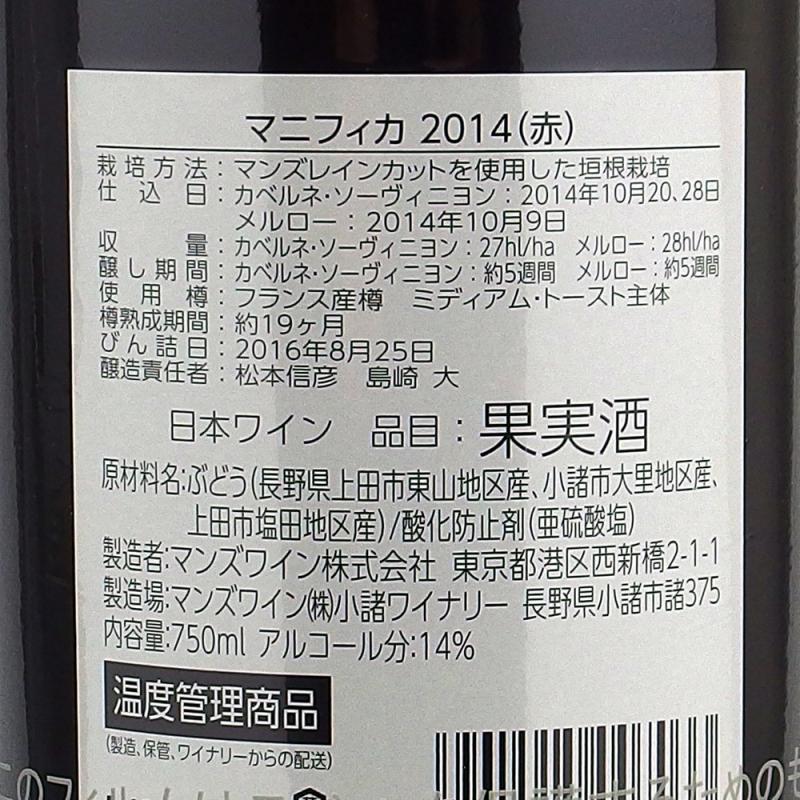 マニフィカ 2014(赤)
栽培方法：マンズレインカットを使用した垣根栽培
仕込日：カベルネ・ソーヴィニヨン：2014年10月20、28日
メルロー：2014年10月9日
収量：カベルネ・ソーヴィニヨン：27hl/ha メルロー：28hl/ha
醸し期間：カベルネ・ソーヴィニヨン：約5週間 メルロー：約5週間
使用樽：フランス産樽 ミディアム・トースト主体
樽熟成期間：約19ヶ月
びん詰日：2016年8月25日
醸造責任者：松本信彦 島崎 大
日本ワイン 品目：果実酒
原材料名:ぶどう(長野県上田市東山地区産、小諸市大里地区産、
上田市塩田地区産)/酸化防止剤(亜硫酸塩)
製造者:マンズワイン株式会社 東京都港区西新橋2-1-1
製造場:マンズワイン㈱小諸ワイナリー 長野県小諸市諸375
内容量:750ml アルコール分:14%
温度管理商品
(製造、保管、ワイナリーからの配送)